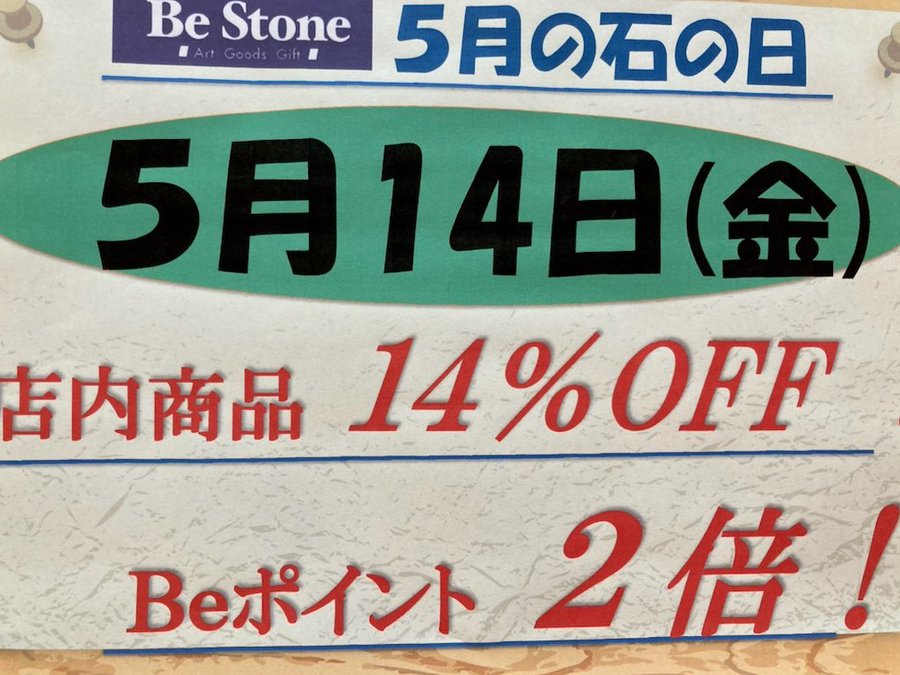 Be Stone
Art Goods Gift
5月の石の日
5月14日(金)
店内商品 14%OFF
Beポイント 2倍!